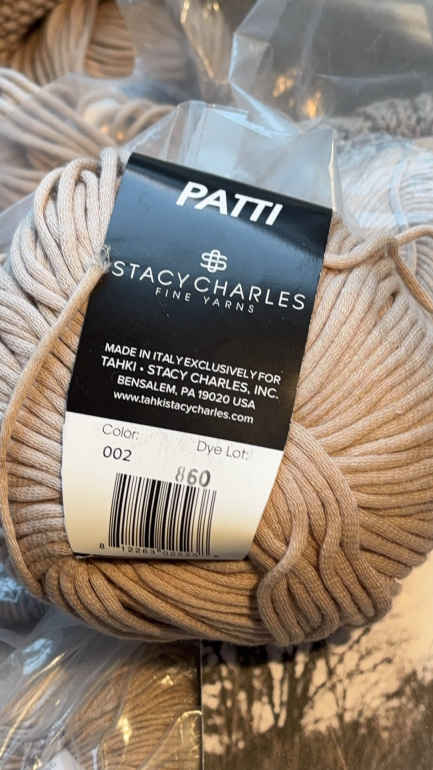 PATTI
STACY CHARLES
FINE YARNS
MADE IN ITALY EXCLUSIVELY FOR
TAHKI • STACY CHARLES, INC.
BENSALEM, PA 19020 USA
www.tahkistacycharles.com
Color: Dye Lot:
002 860